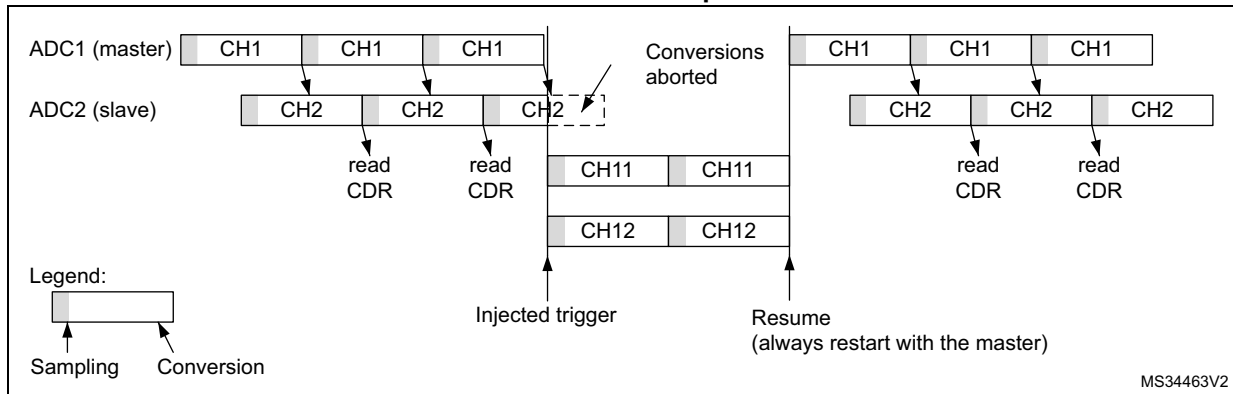 ADC1 (master) CH1 CH1 CH1 Conversions aborted CH1 CH1 CH1
ADC2 (slave) CH2 CH2 CH2 CH2 CH2 CH2
read CDR read CDR read CDR read CDR
CH11 CH11
CH12 CH12
Legend:
Injected trigger
Resume
(always restart with the master)
Sampling Conversion
MS34463V2